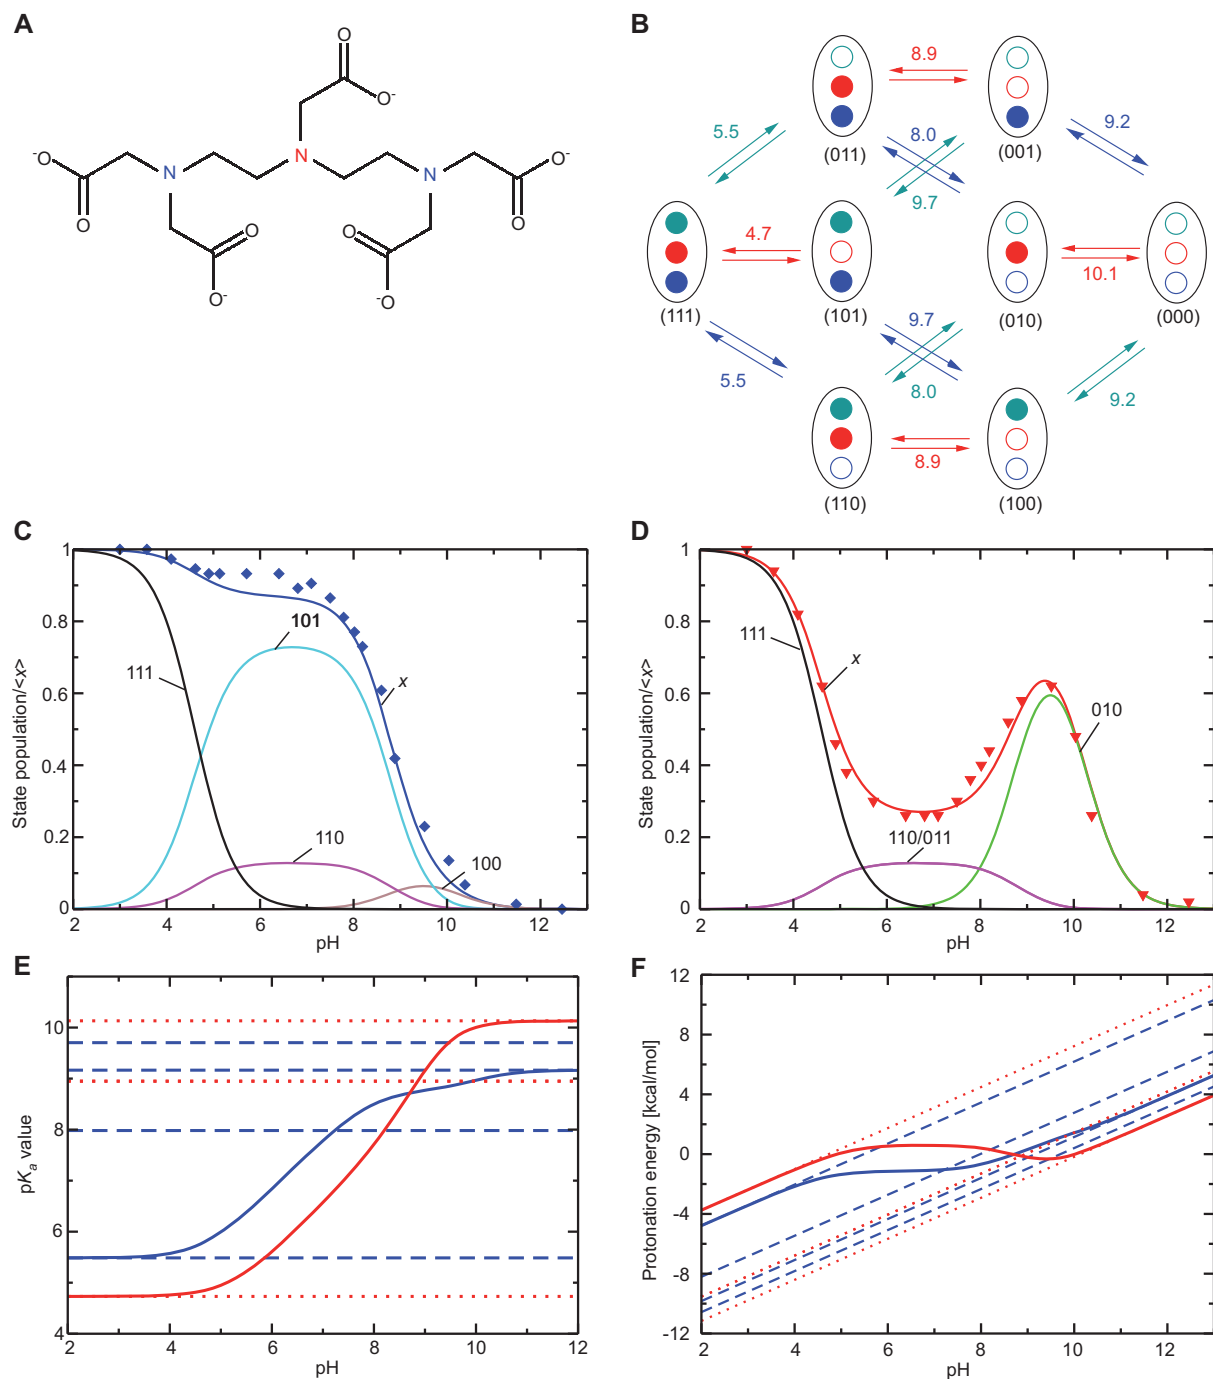 A
B
O
O-
-O
O
N
N
N
O
O-
O
O-
O
-O
O
8.9
5.5
8.0
9.2
(011)
(001)
9.7
4.7
10.1
(111)
(101)
(010)
(000)
9.7
5.5
8.0
9.2
8.9
(110)
(100)
C
State population/<x>
1
0.8
0.6
0.4
0.2
0
2
4
6
8
10
12
pH
111
101
x
110
100
D
State population/<x>
1
0.8
0.6
0.4
0.2
0
2
4
6
8
10
12
pH
111
x
010
110/011
E
pKa value
10
8
6
4
2
4
6
8
10
12
pH
F
Protonation energy [kcal/mol]
12
8
4
0
-4
-8
-12
2
4
6
8
10
12
pH